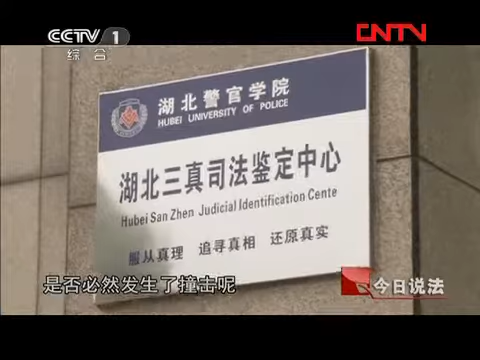 CCTV 1
综合
CNTV
湖北警官学院
HUBEI UNIVERSITY OF POLICE
湖北三真司法鉴定中心
Hubei San Zhen Judicial Identification Cente
服从真理 追寻真相 还原真实
是否必然发生了撞击呢
今日说法